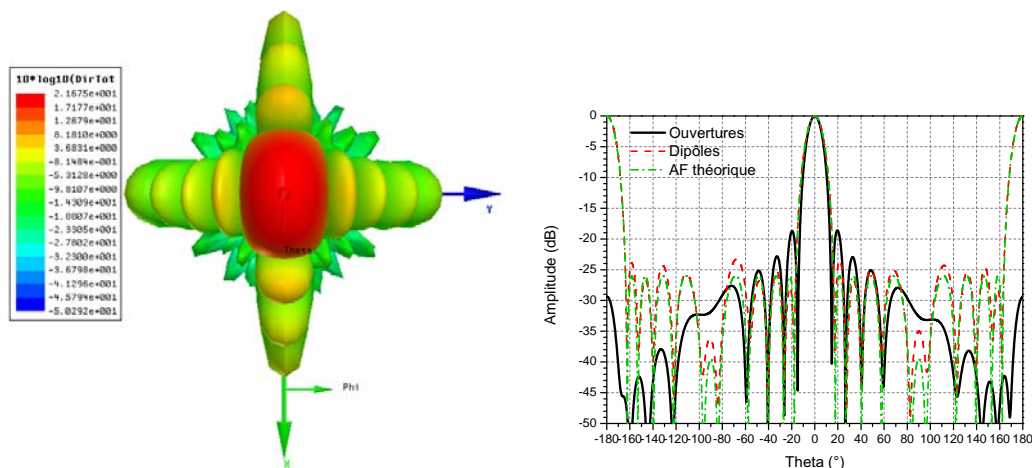 10*log10(DirTot
2.1675e+001
1.7177e+001
1.2679e+001
8.1810e+000
3.6831e+000
-8.1484e-001
-5.3128e+000
-9.8107e+000
-1.4309e+001
-1.8807e+001
-2.3305e+001
-2.7802e+001
-3.2300e+001
-3.6798e+001
-4.1296e+001
-4.5794e+001
-5.0292e+001
Theta
Y
Phi
X
0
-5
-10
-15
-20
-25
-30
-35
-40
-45
-50
Amplitude (dB)
Ouvertures
Dipôles
AF théorique
-180 -160 -140 -120 -100 -80 -60 -40 -20 0 20 40 60 80 100 120 140 160 180
Theta (°)